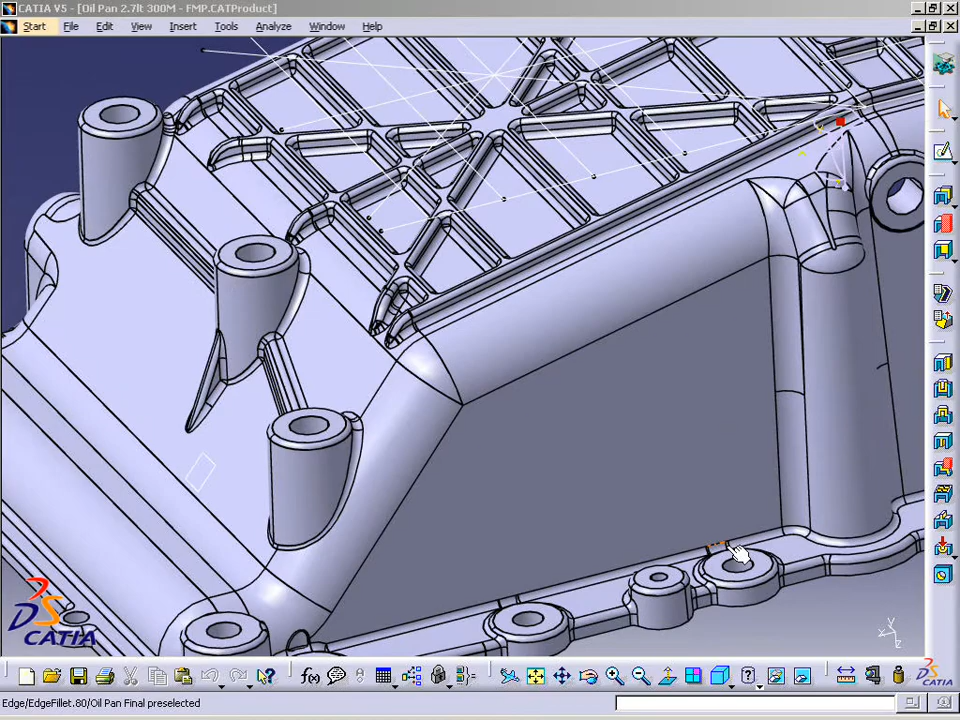 CATIA V5 - [Oil Pan 2.7lt 300M - FMP.CATProduct]
Start File Edit View Insert Tools Analyze Window Help
DS
CATIA
f(x)
Edge/EdgeFillet.80/Oil Pan Final preselected